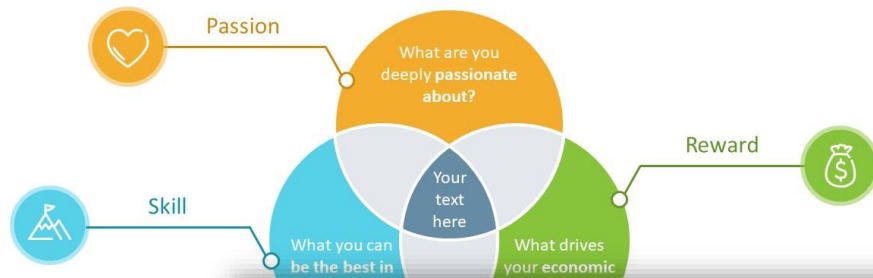 Passion
What are you
deeply passionate
about?
Reward
$
Your
text
here
Skill
What you can
be the best in
What drives
your economic